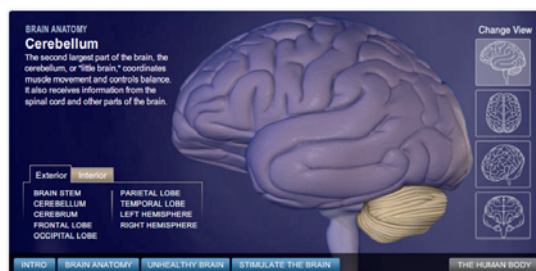 BRAIN ANATOMY
Cerebellum
The second largest part of the brain, the
cerebellum, or "little brain," coordinates
muscle movement and controls balance.
It also receives information from the
spinal cord and other parts of the brain.
Change View
Exterior Interior
BRAIN STEM
CEREBELLUM
CEREBRUM
FRONTAL LOBE
OCCIPITAL LOBE
PARIETAL LOBE
TEMPORAL LOBE
LEFT HEMISPHERE
RIGHT HEMISPHERE
INTRO BRAIN ANATOMY UNHEALTHY BRAIN STIMULATE THE BRAIN THE HUMAN BODY